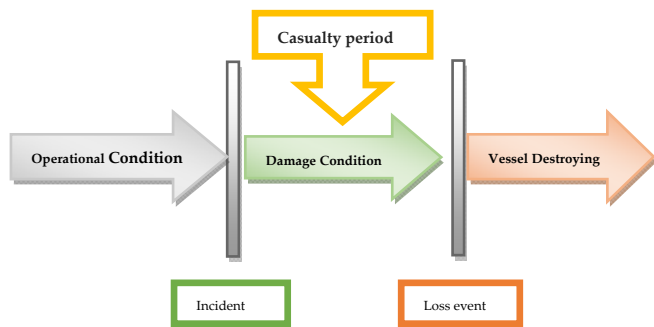 Casualty period
Operational Condition
Damage Condition
Vessel Destroying
Incident
Loss event